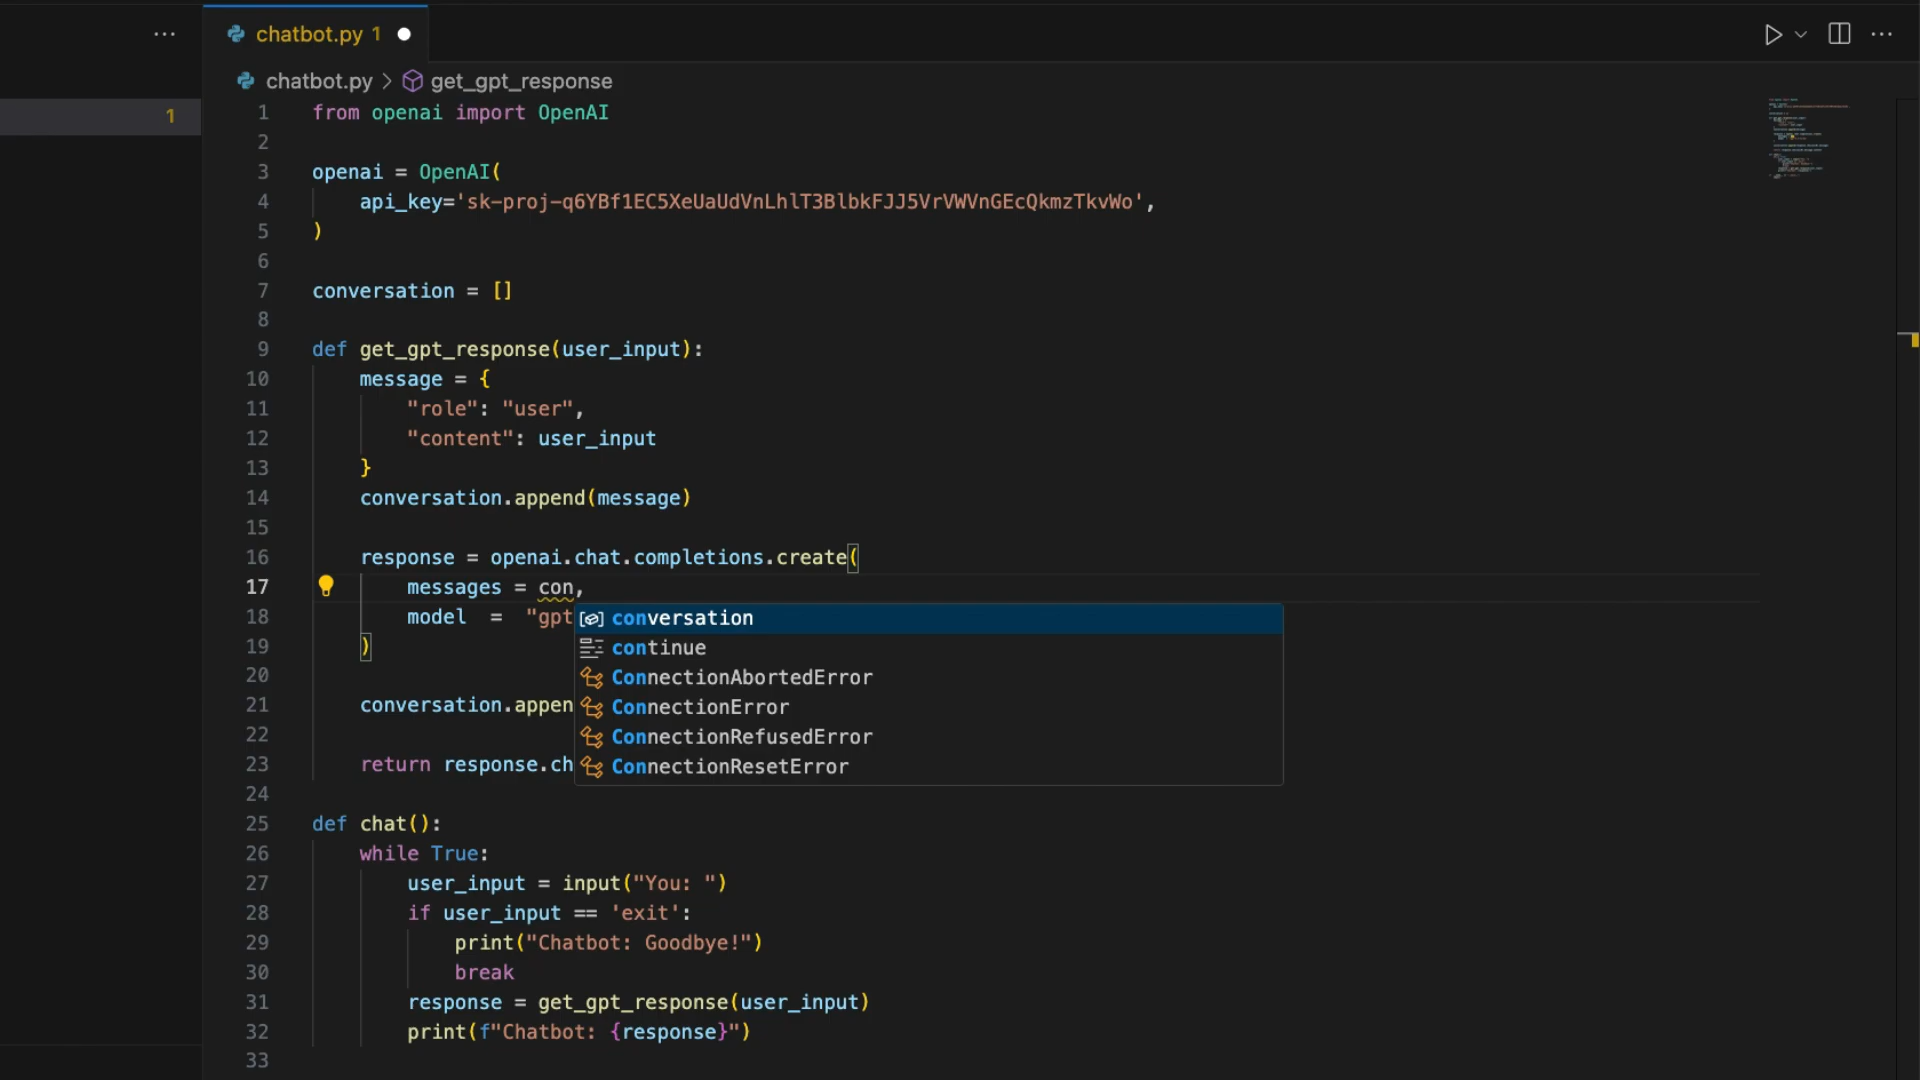 chatbot.py 1
chatbot.py > get_gpt_response
1
1 from openai import OpenAI
2
3 openai = OpenAI(
4 api_key='sk-proj-q6YBf1EC5XeUaUdVnLhlT3BlbkFJJ5VrVWVnGEcQkmzTkvWo',
5 )
6
7 conversation = []
8
9 def get_gpt_response(user_input):
10 message = {
11 "role": "user",
12 "content": user_input
13 }
14 conversation.append(message)
15
16 response = openai.chat.completions.create(
17 messages = con,
18 model = "gpt
conversation
19 )
continue
20
ConnectionAbortedError
21 conversation.appen
ConnectionError
22
ConnectionRefusedError
23 return response.ch
ConnectionResetError
24
25 def chat():
26 while True:
27 user_input = input("You: ")
28 if user_input == 'exit':
29 print("Chatbot: Goodbye!")
30 break
31 response = get_gpt_response(user_input)
32 print(f"Chatbot: {response}")
33